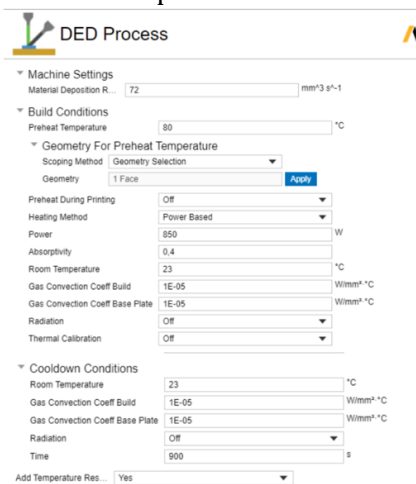 DED Process
Machine Settings
Material Deposition R... 72 mm^3 s^-1
Build Conditions
Preheat Temperature 80 °C
Geometry For Preheat Temperature
Scoping Method Geometry Selection
Geometry 1 Face Apply
Preheat During Printing Off
Heating Method Power Based
Power 850 W
Absorptivity 0,4
Room Temperature 23 °C
Gas Convection Coeff Build 1E-05 W/mm²·°C
Gas Convection Coeff Base Plate 1E-05 W/mm²·°C
Radiation Off
Thermal Calibration Off
Cooldown Conditions
Room Temperature 23 °C
Gas Convection Coeff Build 1E-05 W/mm²·°C
Gas Convection Coeff Base Plate 1E-05 W/mm²·°C
Radiation Off
Time 900 s
Add Temperature Res... Yes